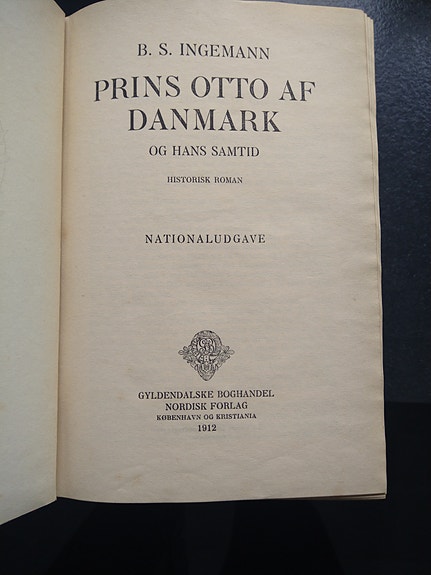 B. S. INGEMANN
PRINS OTTO AF
DANMARK
OG HANS SAMTID
HISTORISK ROMAN
NATIONALUDGAVE
GYLDENDALSKE BOGHANDEL
NORDISK FORLAG
KØBENHAVN OG KRISTIANIA
1912